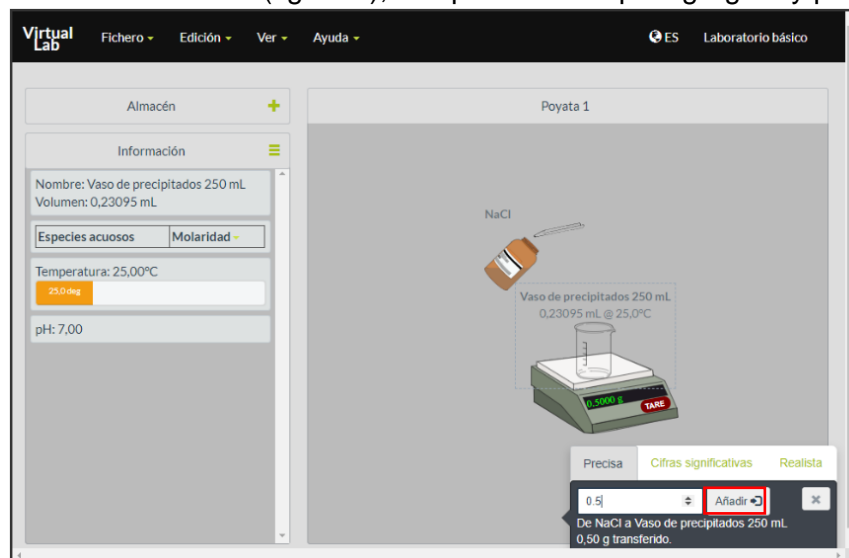 Virtual Lab Fichero Edición Ver Ayuda ES Laboratorio básico
Almacén
Información
Nombre: Vaso de precipitados 250 mL
Volumen: 0,23095 mL
Especies acuosos Molaridad
Temperatura: 25,00°C
25,0 deg
pH: 7,00
Poyata 1
NaCl
Vaso de precipitados 250 mL
0,23095 mL @ 25,0°C
0.5000 g TARE
Precisa Cifras significativas Realista
0.5 Añadir
De NaCl a Vaso de precipitados 250 mL
0,50 g transferido.